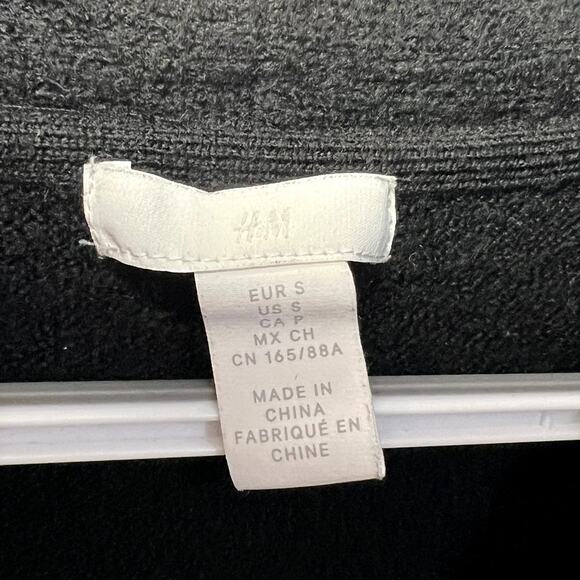 H&M
EUR S
US S
CA P
MX CH
CN 165/88A
MADE IN
CHINA
FABRIQUÉ EN
CHINE